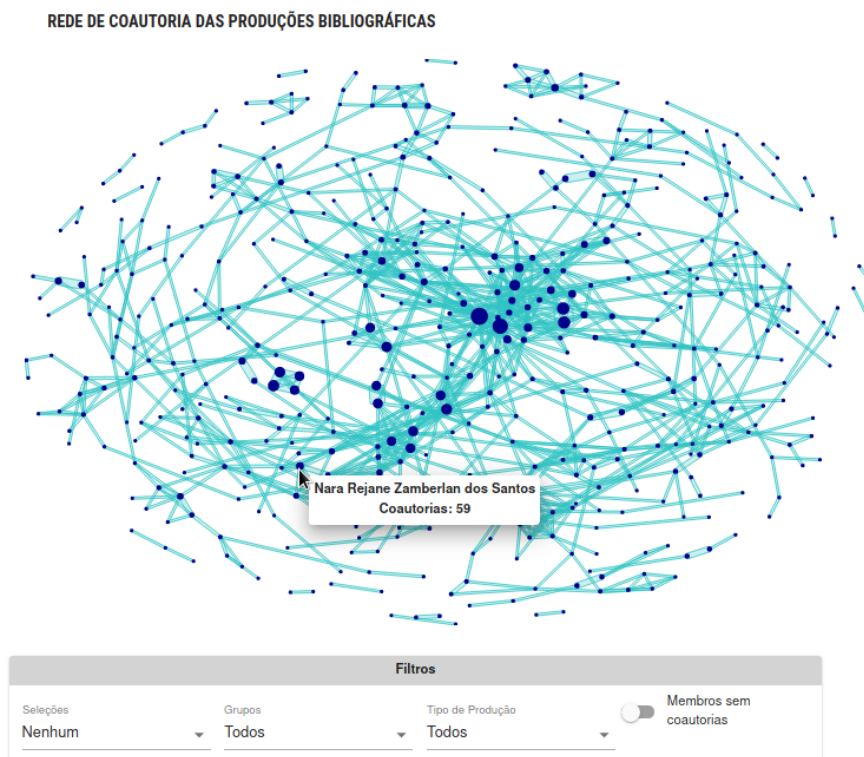 REDE DE COAUTORIA DAS PRODUÇÕES BIBLIOGRÁFICAS
Nara Rejane Zamberlan dos Santos
Coautorias: 59
Filtros
Seleções
Nenhum
Grupos
Todos
Tipo de Produção
Todos
Membros sem
coautorias